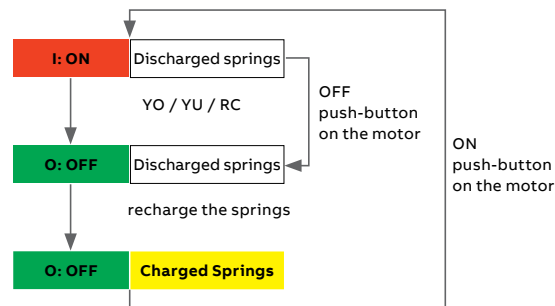 I: ON
Discharged springs
YO / YU / RC
OFF
push-button
on the motor
O: OFF
Discharged springs
ON
push-button
on the motor
recharge the springs
O: OFF
Charged Springs